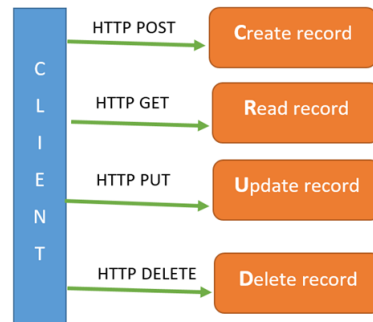 HTTP POST
Create record
C
L
I
E
N
T
HTTP GET
Read record
HTTP PUT
Update record
HTTP DELETE
Delete record